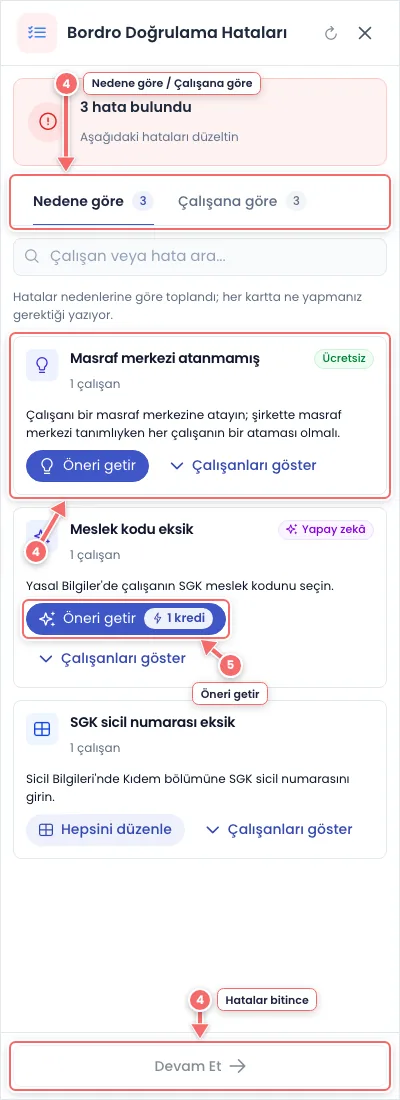 Bordro Doğrulama Hataları
4
Nedene göre / Çalışana göre
3 hata bulundu
Aşağıdaki hataları düzeltin
Nedene göre 3
Çalışana göre 3
Çalışan veya hata ara...
Hatalar nedenlerine göre toplandı; her kartta ne yapmanız
gerektiği yazıyor.
Masraf merkezi atanmamış
Ücretsiz
1 çalışan
Çalışanı bir masraf merkezine atayın; şirkette masraf
merkezi tanımlıyken her çalışanın bir ataması olmalı.
Öneri getir
Çalışanları göster
4
Meslek kodu eksik
Yapay zekâ
1 çalışan
Yasal Bilgiler'de çalışanın SGK meslek kodunu seçin.
Öneri getir 1 kredi
Çalışanları göster
5
Öneri getir
SGK sicil numarası eksik
1 çalışan
Sicil Bilgileri'nde Kıdem bölümüne SGK sicil numarasını
girin.
Hepsini düzenle
Çalışanları göster
4
Hatalar bitince
Devam Et